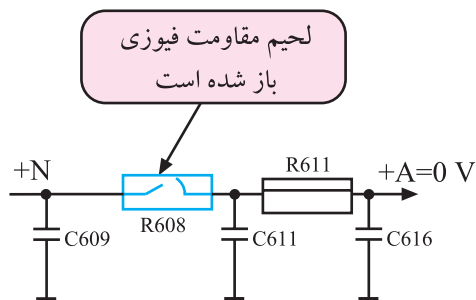 لحیم مقاومت فیوزی
باز شده است
+N
R611
+A=0 V
R608
C609
C611
C616